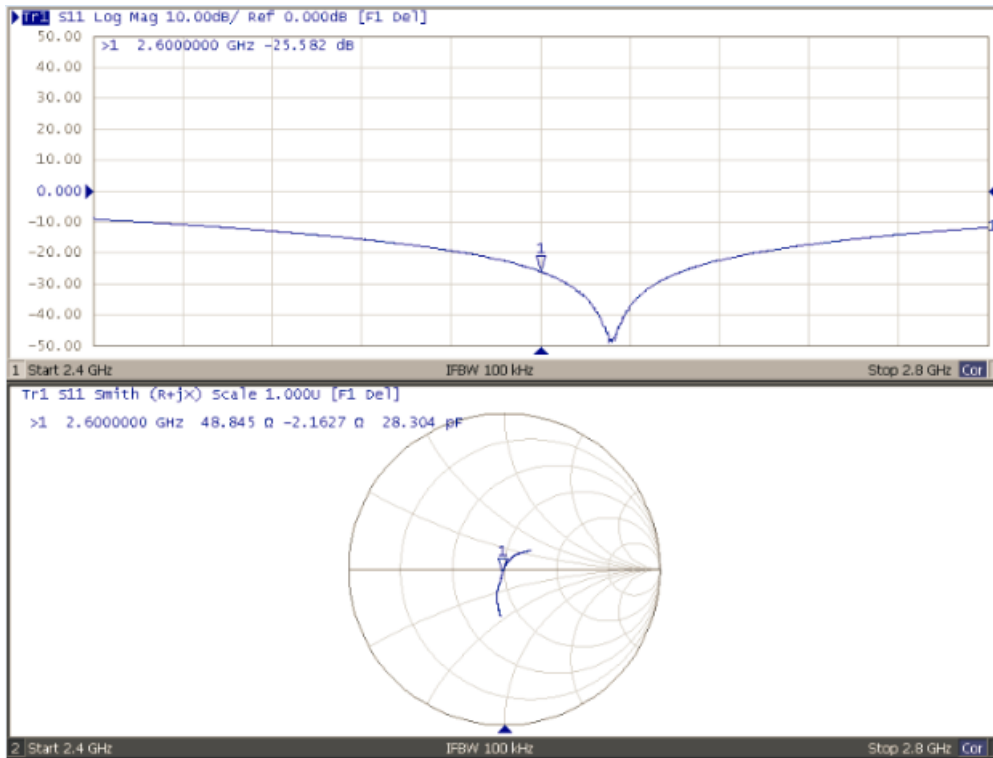 Tr1 S11 Log Mag 10.00dB/ Ref 0.000dB [F1 Del]
50.00
>1 2.6000000 GHz -25.582 dB
40.00
30.00
20.00
10.00
0.000
-10.00
1
-20.00
1
-30.00
-40.00
-50.00
1 Start 2.4 GHz IFBW 100 kHz Stop 2.8 GHz Cor
Tr1 S11 Smith (R+jX) Scale 1.000U [F1 Del]
>1 2.6000000 GHz 48.845 Ω -2.1627 Ω 28.304 pF
1
2 Start 2.4 GHz IFBW 100 kHz Stop 2.8 GHz Cor